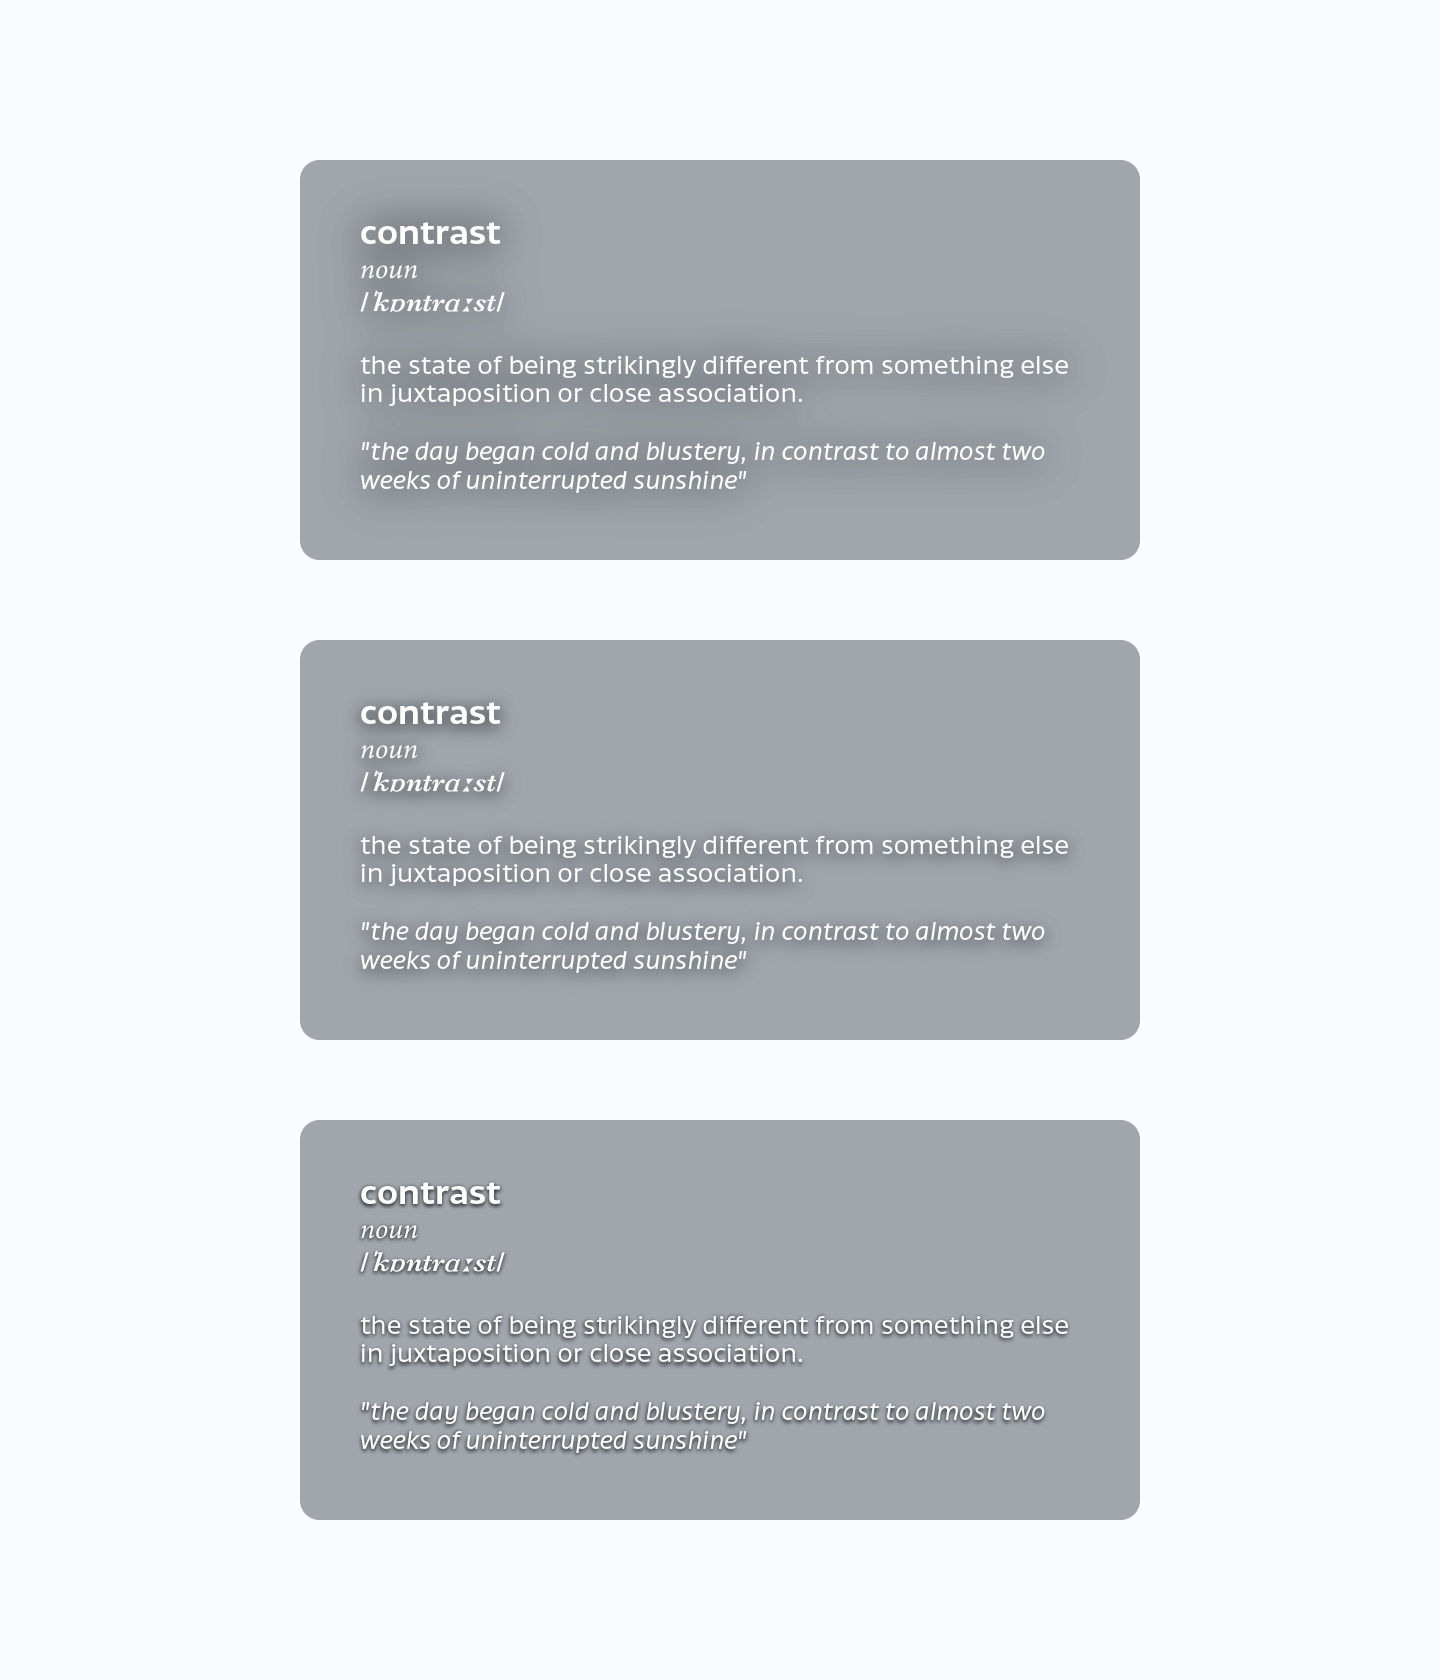 contrast
noun
/ˈkɒntrɑːst/
the state of being strikingly different from something else
in juxtaposition or close association.
"the day began cold and blustery, in contrast to almost two
weeks of uninterrupted sunshine"
contrast
noun
/ˈkɒntrɑːst/
the state of being strikingly different from something else
in juxtaposition or close association.
"the day began cold and blustery, in contrast to almost two
weeks of uninterrupted sunshine"
contrast
noun
/ˈkɒntrɑːst/
the state of being strikingly different from something else
in juxtaposition or close association.
"the day began cold and blustery, in contrast to almost two
weeks of uninterrupted sunshine"